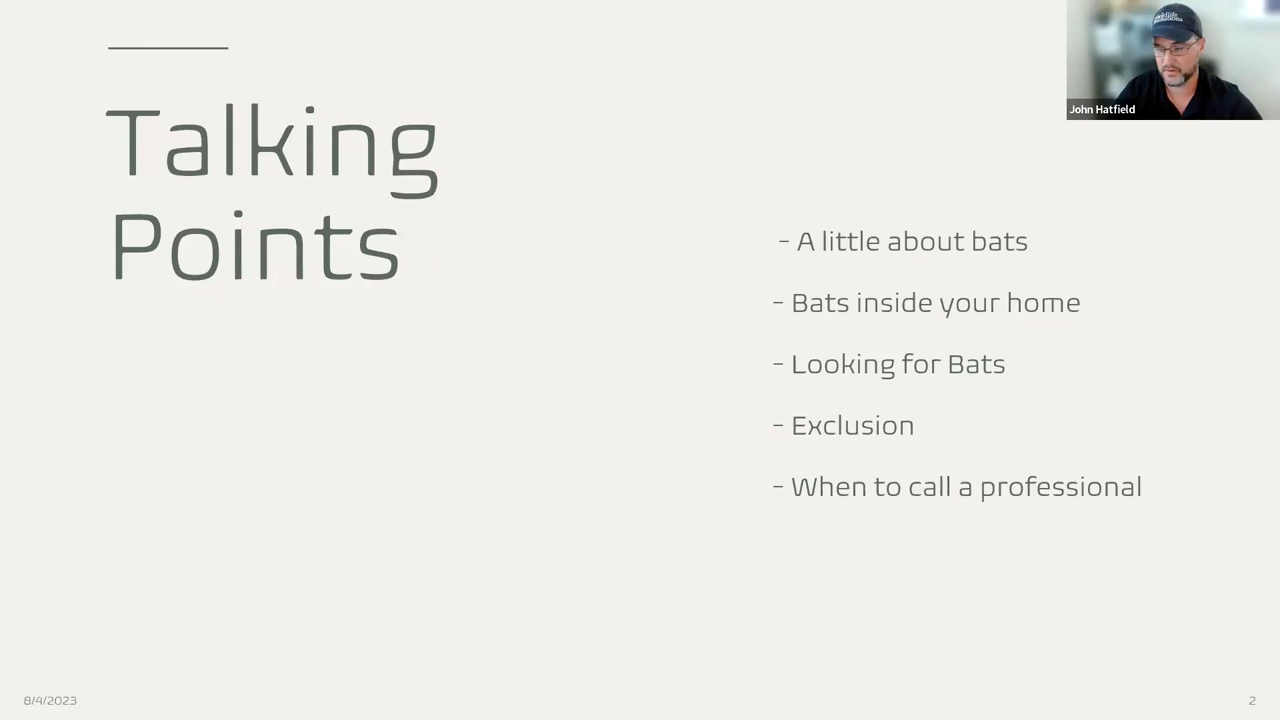 Talking
Points
- A little about bats
- Bats inside your home
- Looking for Bats
- Exclusion
- When to call a professional
John Hatfield
8/4/2023
2